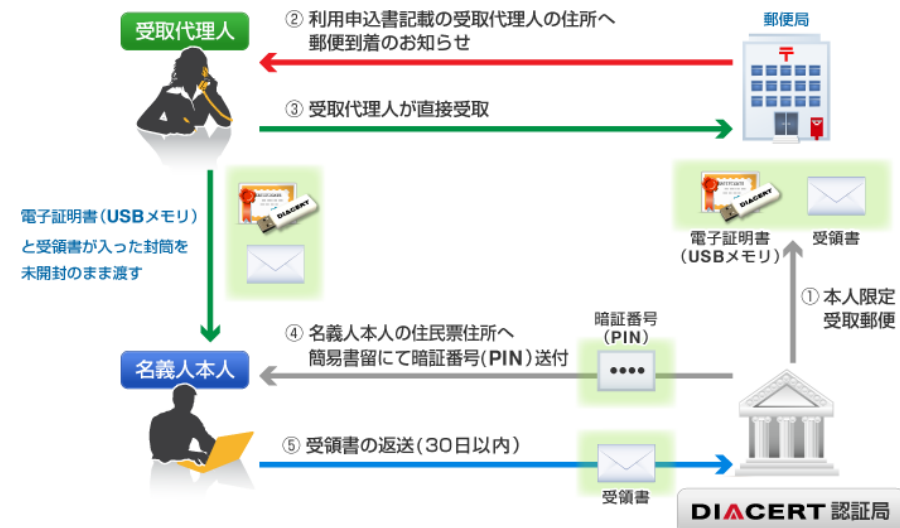 受取代理人
② 利用申込書記載の受取代理人の住所へ
郵便到着のお知らせ
郵便局
③ 受取代理人が直接受取
電子証明書(USBメモリ)
と受領書が入った封筒を
未開封のまま渡す
DIACERT
DIACERT
電子証明書
(USBメモリ)
受領書
① 本人限定
受取郵便
④ 名義人本人の住民票住所へ
簡易書留にて暗証番号(PIN)送付
暗証番号
(PIN)
名義人本人
⑤ 受領書の返送(30日以内)
受領書
DIACERT 認証局